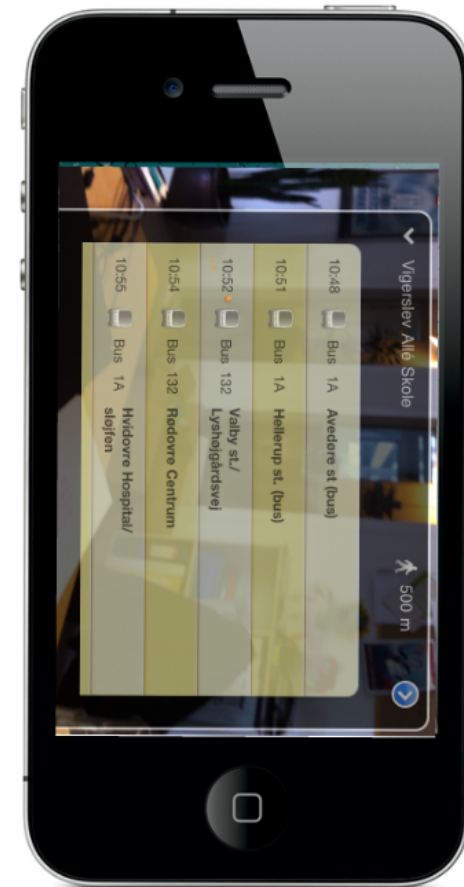 Vigerslev Allé Skole 500 m
10:48 Bus 1A Avedøre st (bus)
10:51 Bus 1A Hellerup st. (bus)
10:52 Bus 132 Valby st./
Lyshøjgårdsvej
10:54 Bus 132 Rødovre Centrum
10:55 Bus 1A Hvidovre Hospital/
sløjfen